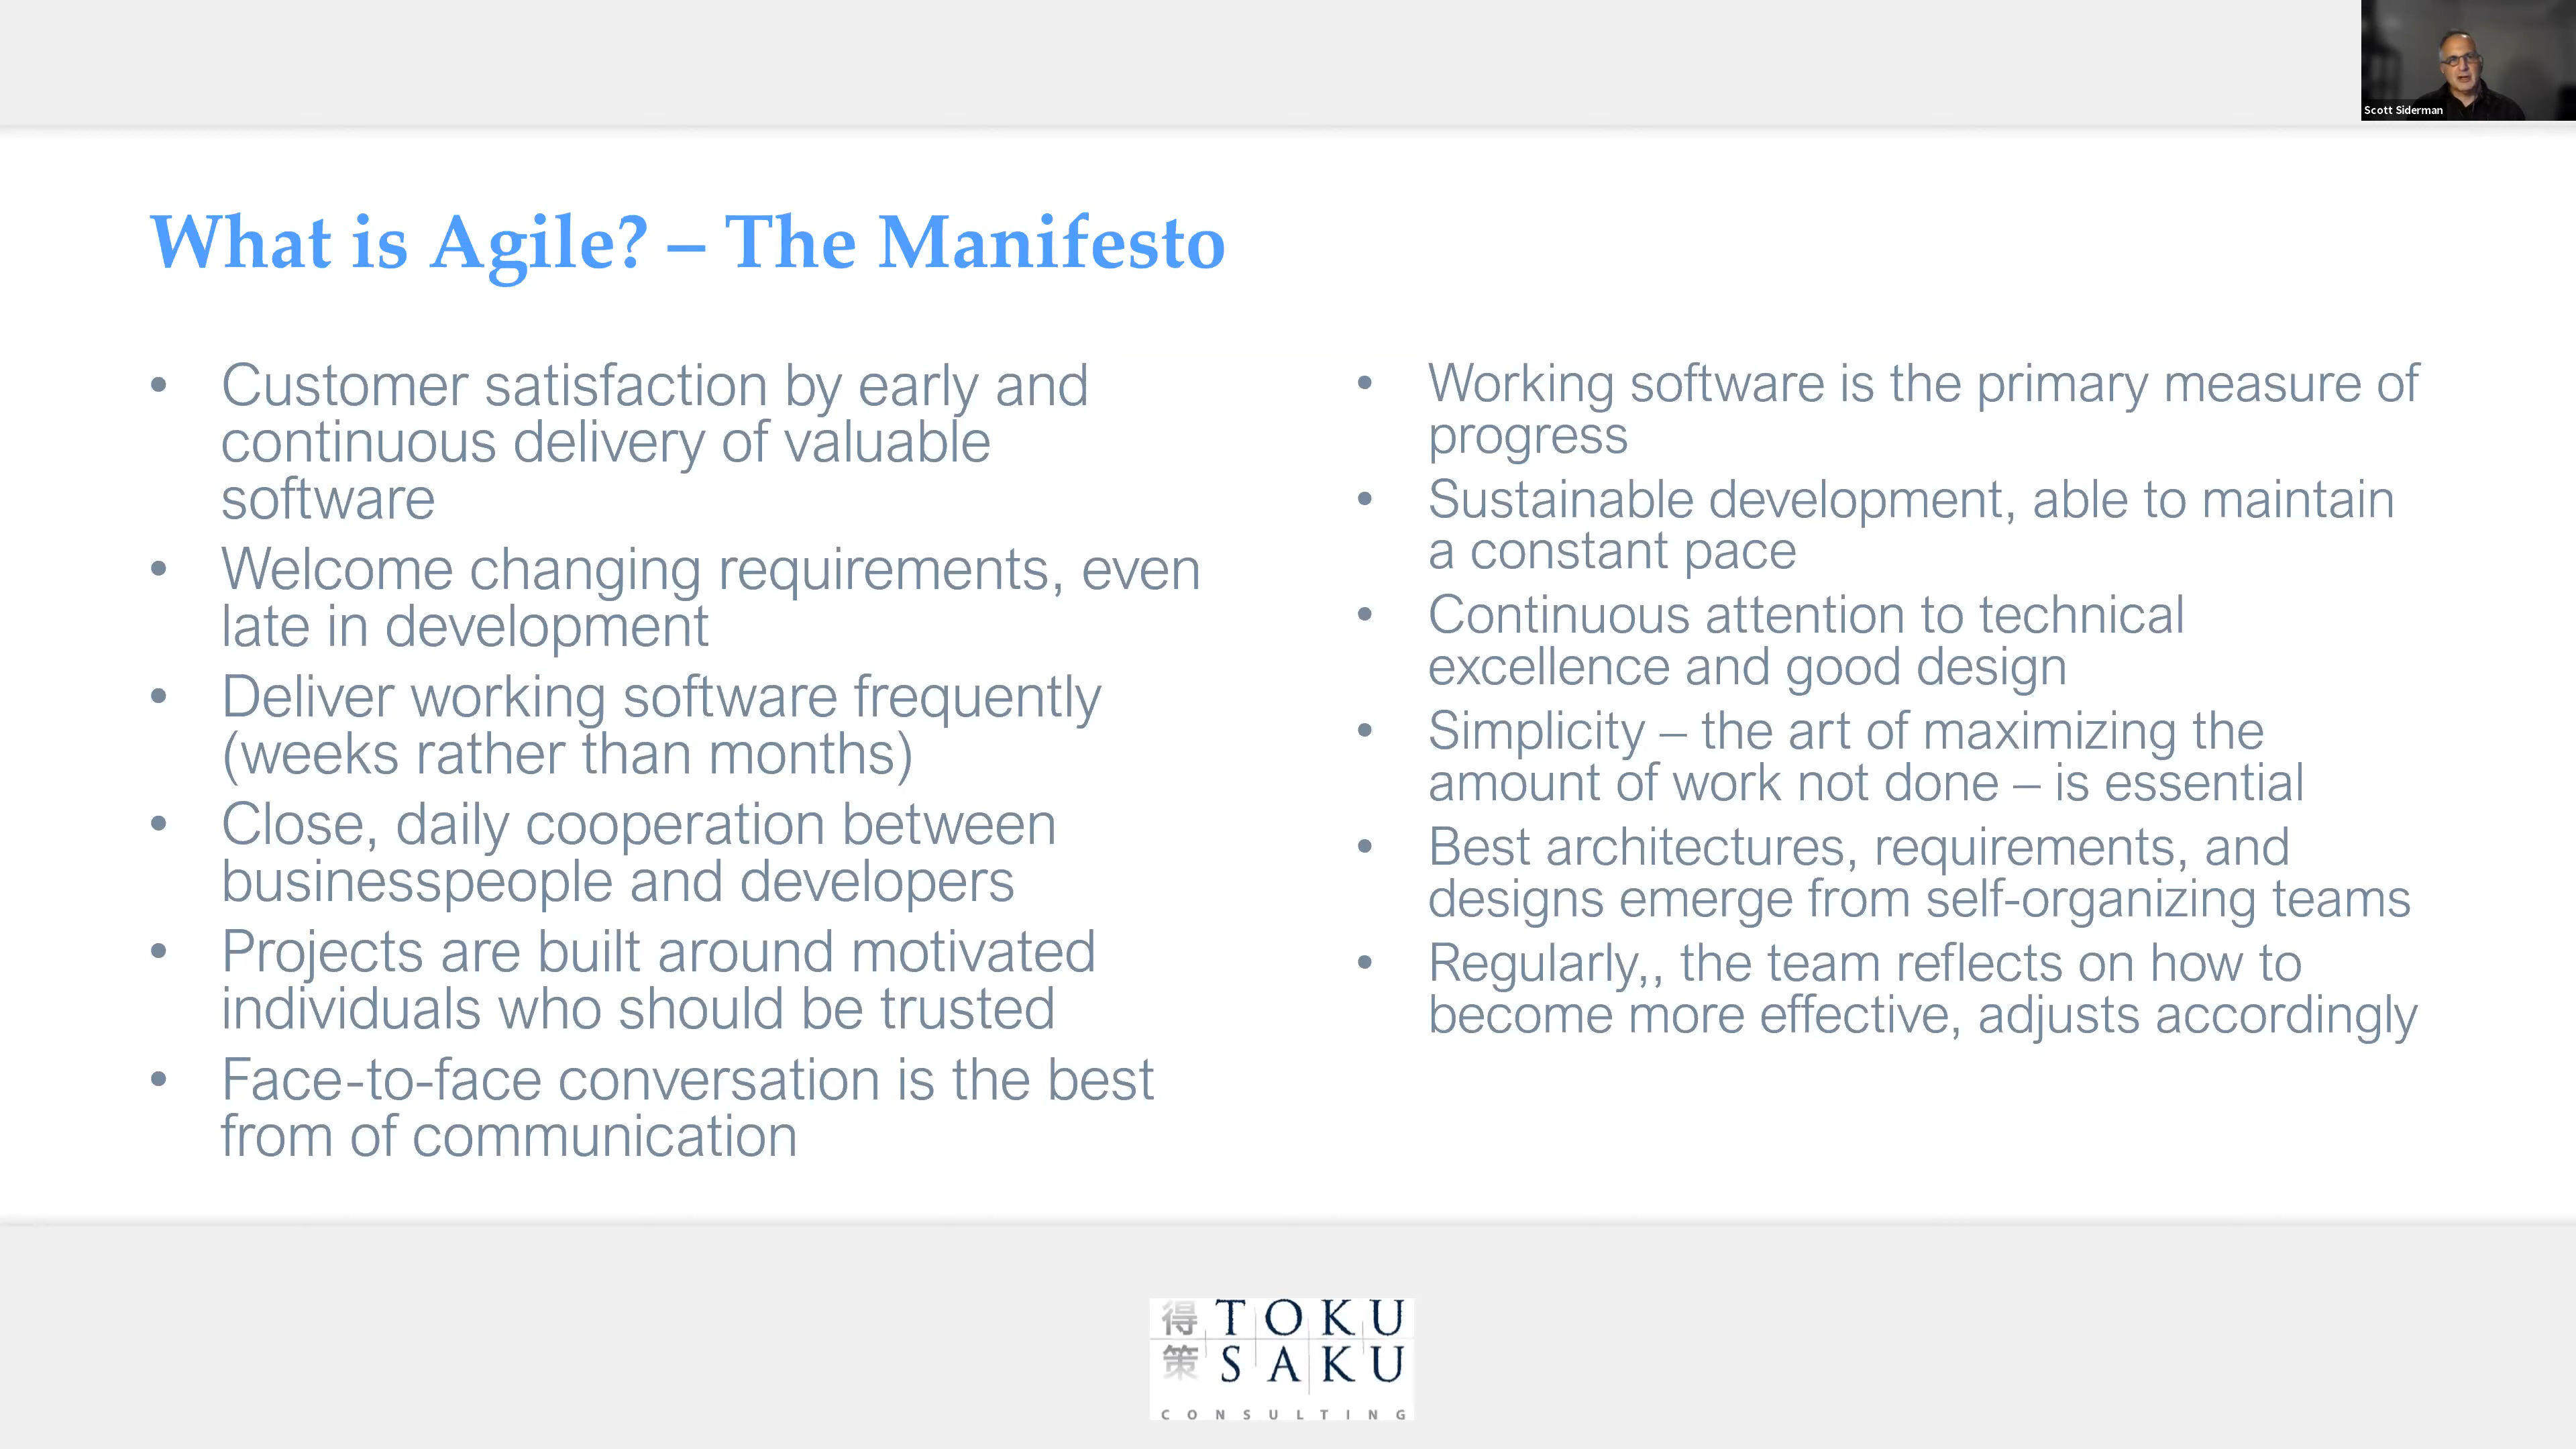 Scott Siderman
What is Agile? – The Manifesto
• Customer satisfaction by early and
continuous delivery of valuable
software
• Welcome changing requirements, even
late in development
• Deliver working software frequently
(weeks rather than months)
• Close, daily cooperation between
businesspeople and developers
• Projects are built around motivated
individuals who should be trusted
• Face-to-face conversation is the best
from of communication
• Working software is the primary measure of
progress
• Sustainable development, able to maintain
a constant pace
• Continuous attention to technical
excellence and good design
• Simplicity – the art of maximizing the
amount of work not done – is essential
• Best architectures, requirements, and
designs emerge from self-organizing teams
• Regularly,, the team reflects on how to
become more effective, adjusts accordingly
得 TOKU
策 SAKU
CONSULTING